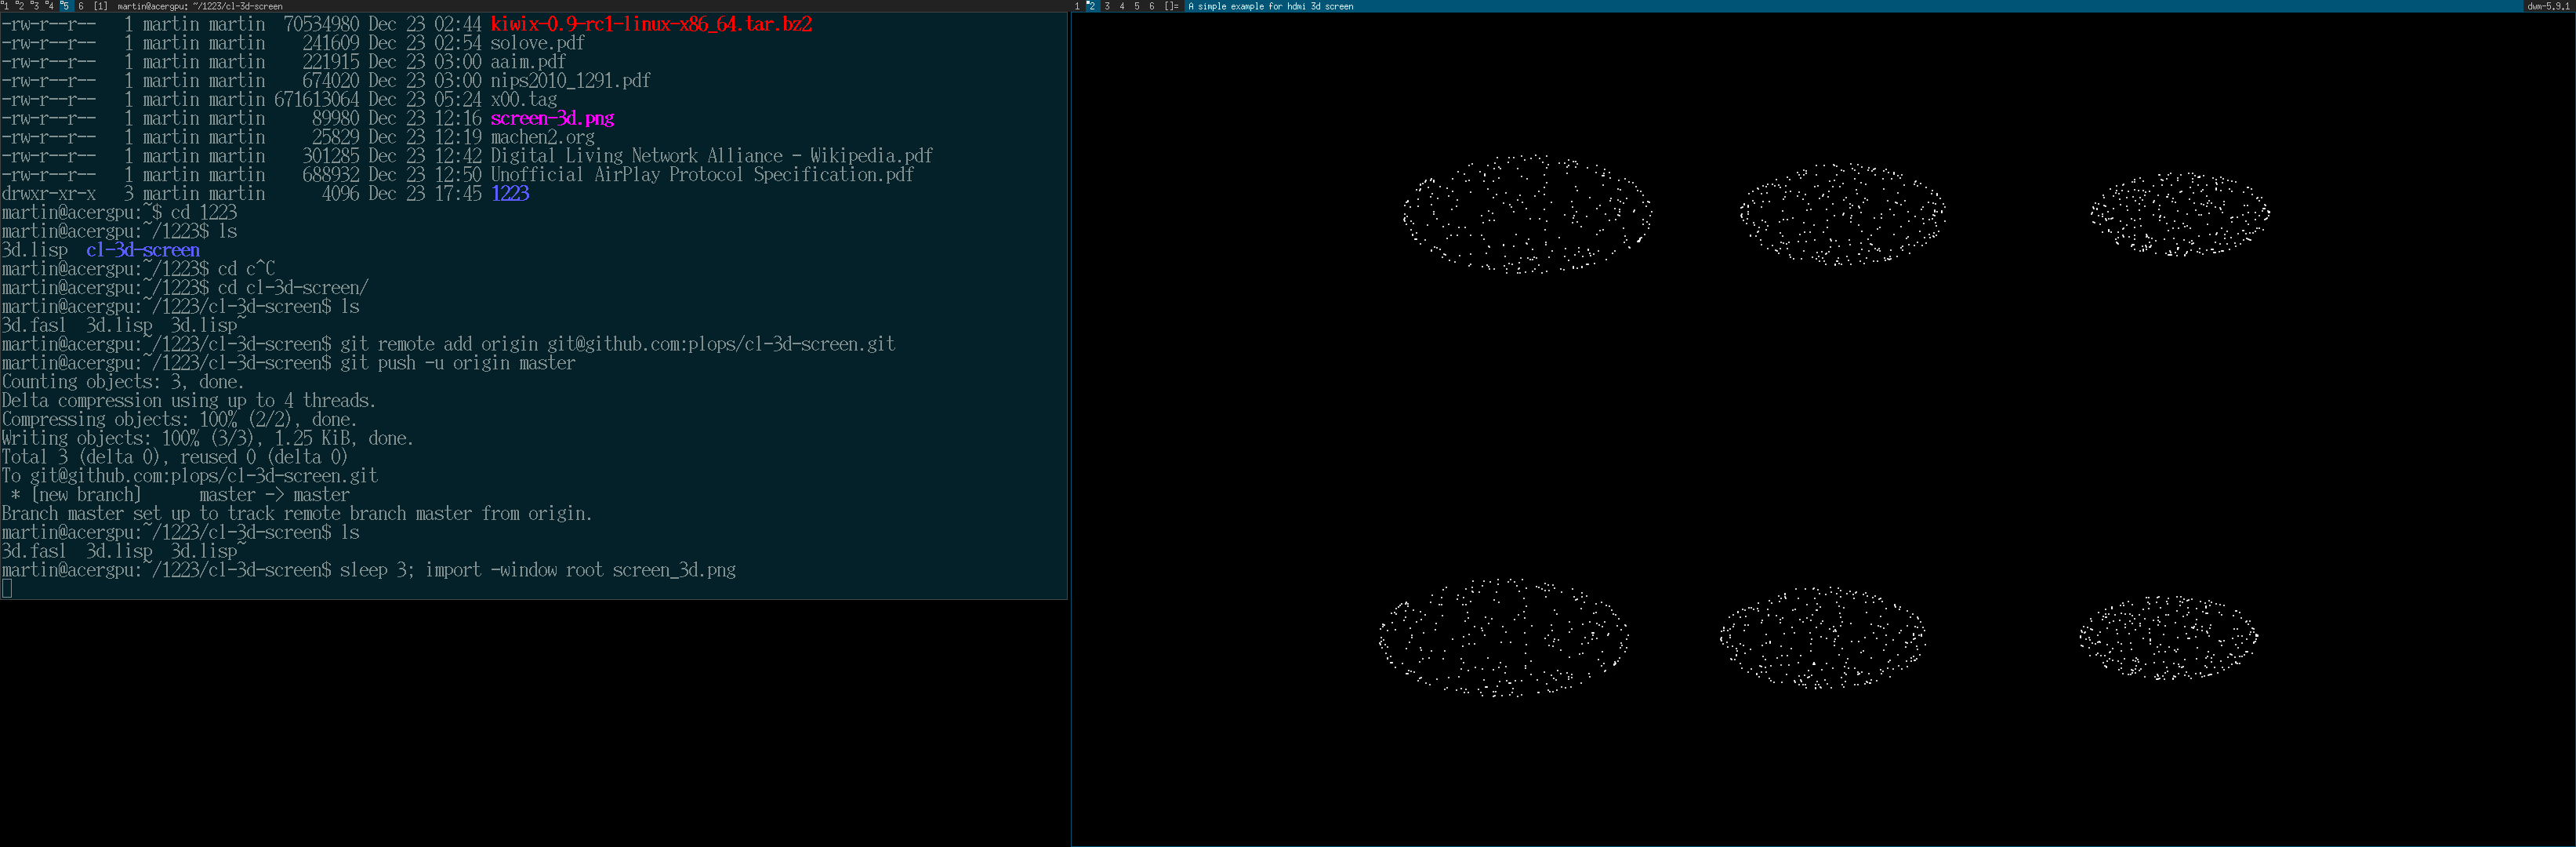 1 2 3 4 5 6 [1] martin@acergpu: ~/1223/cl-3d-screen
1 2 3 4 5 6 []= A simple example for hdmi 3d screen dwm-5.9.1
-rw-r--r-- 1 martin martin 70534980 Dec 23 02:44 kiwix-0.9-rc1-linux-x86_64.tar.bz2
-rw-r--r-- 1 martin martin 241609 Dec 23 02:54 solove.pdf
-rw-r--r-- 1 martin martin 221915 Dec 23 03:00 aaim.pdf
-rw-r--r-- 1 martin martin 674020 Dec 23 03:00 nips2010_1291.pdf
-rw-r--r-- 1 martin martin 671613064 Dec 23 05:24 x00.tag
-rw-r--r-- 1 martin martin 89980 Dec 23 12:16 screen-3d.png
-rw-r--r-- 1 martin martin 25829 Dec 23 12:19 machen2.org
-rw-r--r-- 1 martin martin 301285 Dec 23 12:42 Digital Living Network Alliance - Wikipedia.pdf
-rw-r--r-- 1 martin martin 688932 Dec 23 12:50 Unofficial AirPlay Protocol Specification.pdf
drwxr-xr-x 3 martin martin 4096 Dec 23 17:45 1223
martin@acergpu:~$ cd 1223
martin@acergpu:~/1223$ ls
3d.lisp cl-3d-screen
martin@acergpu:~/1223$ cd c^C
martin@acergpu:~/1223$ cd cl-3d-screen/
martin@acergpu:~/1223/cl-3d-screen$ ls
3d.fasl 3d.lisp 3d.lisp~
martin@acergpu:~/1223/cl-3d-screen$ git remote add origin git@github.com:plops/cl-3d-screen.git
martin@acergpu:~/1223/cl-3d-screen$ git push -u origin master
Counting objects: 3, done.
Delta compression using up to 4 threads.
Compressing objects: 100% (2/2), done.
Writing objects: 100% (3/3), 1.25 KiB, done.
Total 3 (delta 0), reused 0 (delta 0)
To git@github.com:plops/cl-3d-screen.git
* [new branch] master -> master
Branch master set up to track remote branch master from origin.
martin@acergpu:~/1223/cl-3d-screen$ ls
3d.fasl 3d.lisp 3d.lisp~
martin@acergpu:~/1223/cl-3d-screen$ sleep 3; import -window root screen_3d.png